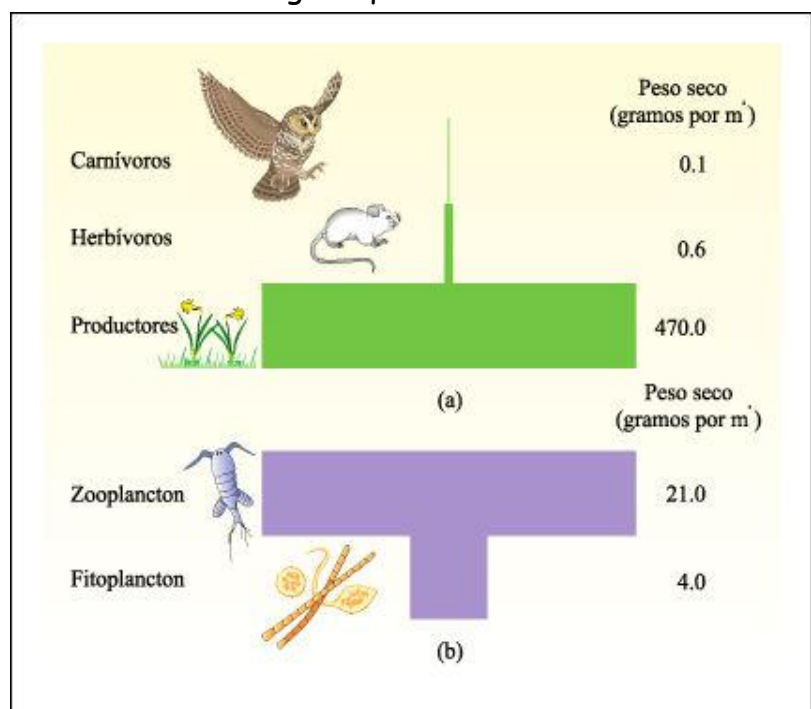 Peso seco
(gramos por m²)
Carnívoros
0.1
Herbívoros
0.6
Productores
470.0
(a)
Peso seco
(gramos por m²)
Zooplancton
21.0
Fitoplancton
4.0
(b)